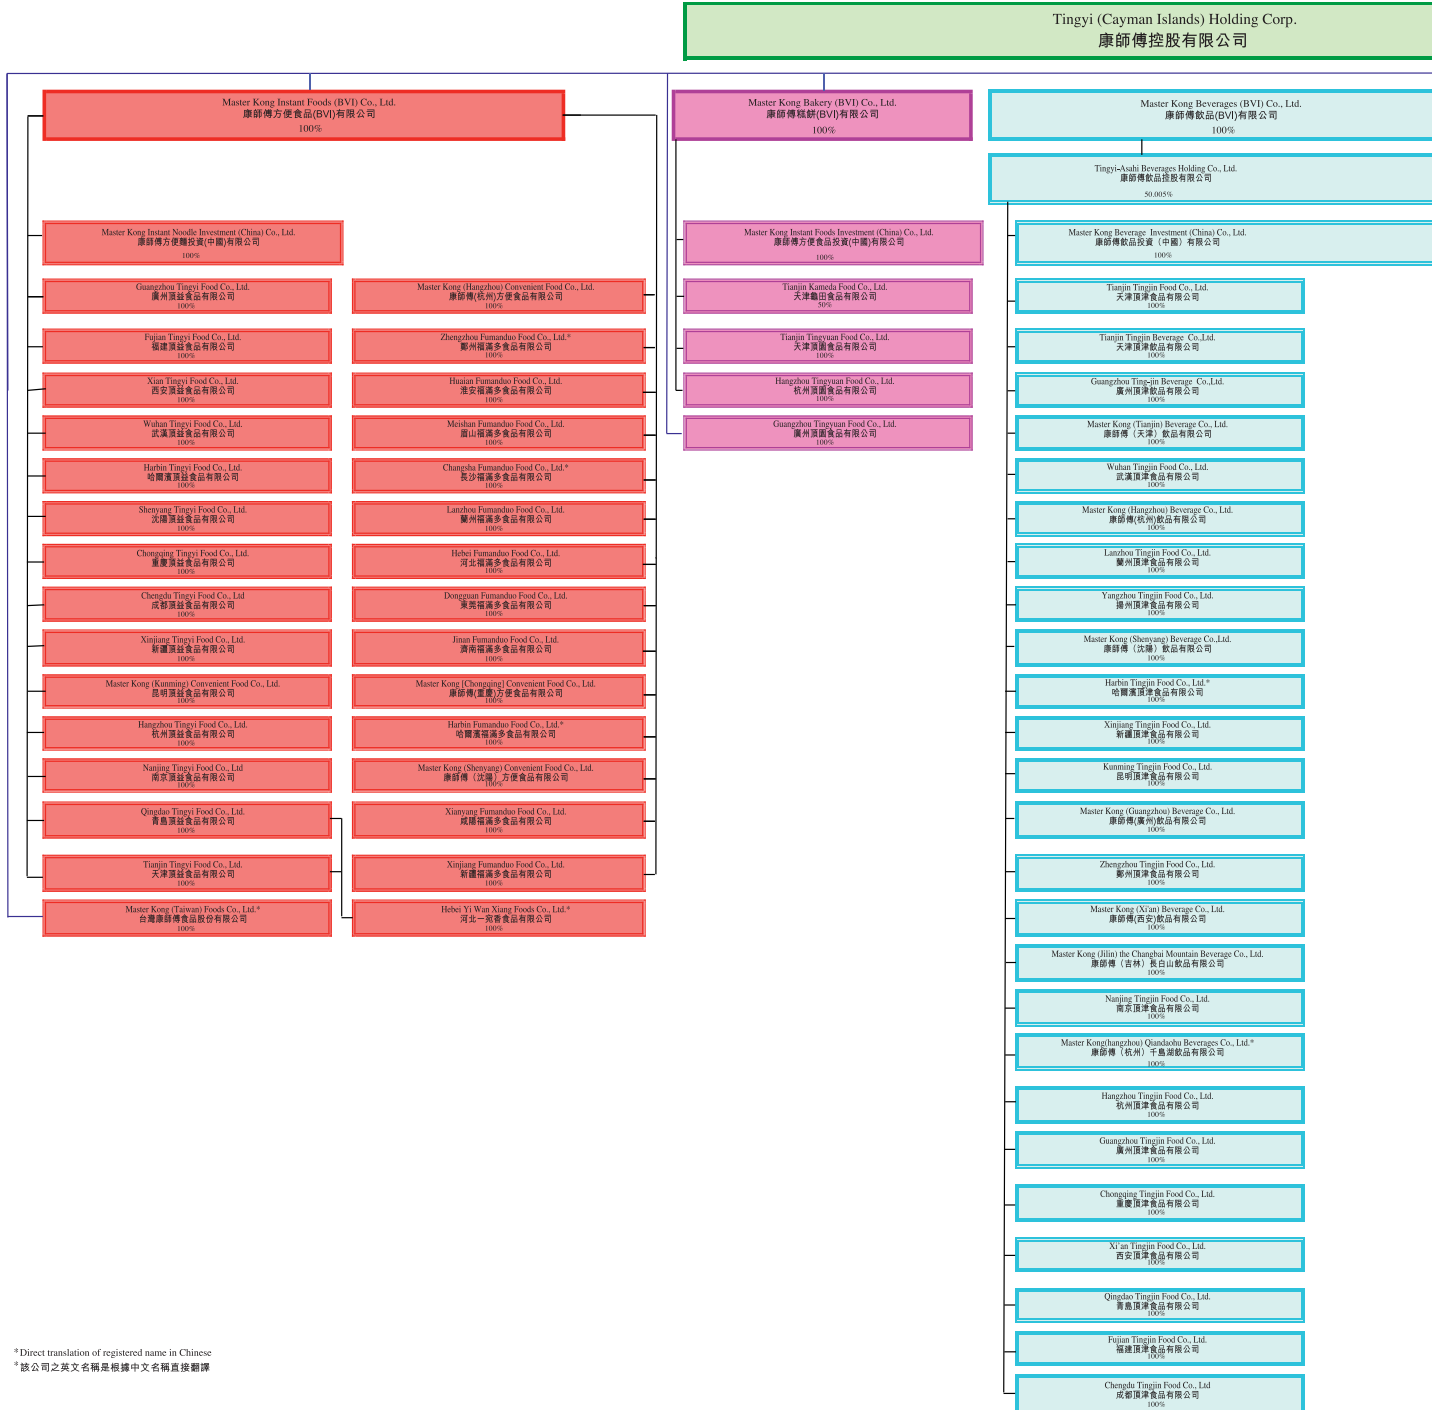 Tingyi (Cayman Islands) Holding Corp.
康師傅控股有限公司
Master Kong Instant Foods (BVI) Co., Ltd.
康師傅方便食品(BVI)有限公司
100%
Master Kong Instant Noodle Investment (China) Co., Ltd.
康師傅方便麵投資(中國)有限公司
100%
Guangzhou Tingyi Food Co., Ltd.
廣州頂益食品有限公司
100%
Fujian Tingyi Food Co., Ltd.
福建頂益食品有限公司
100%
Xian Tingyi Food Co., Ltd.
西安頂益食品有限公司
100%
Wuhan Tingyi Food Co., Ltd.
武漢頂益食品有限公司
100%
Harbin Tingyi Food Co., Ltd.
哈爾濱頂益食品有限公司
100%
Shenyang Tingyi Food Co., Ltd.
沈陽頂益食品有限公司
100%
Chongqing Tingyi Food Co., Ltd.
重慶頂益食品有限公司
100%
Chengdu Tingyi Food Co., Ltd
成都頂益食品有限公司
100%
Xinjiang Tingyi Food Co., Ltd.
新疆頂益食品有限公司
100%
Master Kong (Kunming) Convenient Food Co., Ltd.
昆明頂益食品有限公司
100%
Hangzhou Tingyi Food Co., Ltd.
杭州頂益食品有限公司
100%
Nanjing Tingyi Food Co., Ltd
南京頂益食品有限公司
100%
Qingdao Tingyi Food Co., Ltd.
青島頂益食品有限公司
100%
Tianjin Tingyi Food Co., Ltd.
天津頂益食品有限公司
100%
Master Kong (Taiwan) Foods Co., Ltd.*
台灣康師傅食品股份有限公司
100%
Master Kong (Hangzhou) Convenient Food Co., Ltd.
康師傅(杭州)方便食品有限公司
100%
Zhengzhou Fumanduo Food Co., Ltd.*
鄭州福滿多食品有限公司
100%
Huaian Fumanduo Food Co., Ltd.
淮安福滿多食品有限公司
100%
Meishan Fumanduo Food Co., Ltd.
眉山福滿多食品有限公司
100%
Changsha Fumanduo Food Co., Ltd.*
長沙福滿多食品有限公司
100%
Lanzhou Fumanduo Food Co., Ltd.
蘭州福滿多食品有限公司
100%
Hebei Fumanduo Food Co., Ltd.
河北福滿多食品有限公司
100%
Dongguan Fumanduo Food Co., Ltd.
東莞福滿多食品有限公司
100%
Jinan Fumanduo Food Co., Ltd.
濟南福滿多食品有限公司
100%
Master Kong [Chongqing] Convenient Food Co., Ltd.
康師傅(重慶)方便食品有限公司
100%
Harbin Fumanduo Food Co., Ltd.*
哈爾濱福滿多食品有限公司
100%
Master Kong (Shenyang) Convenient Food Co., Ltd.
康師傅（沈陽）方便食品有限公司
100%
Xianyang Fumanduo Food Co., Ltd.
咸陽福滿多食品有限公司
100%
Xinjiang Fumanduo Food Co., Ltd.
新疆福滿多食品有限公司
100%
Hebei Yi Wan Xiang Foods Co., Ltd.*
河北一宛香食品有限公司
100%
Master Kong Bakery (BVI) Co., Ltd.
康師傅糕餅(BVI)有限公司
100%
Master Kong Instant Foods Investment (China) Co., Ltd.
康師傅方便食品投資(中國)有限公司
100%
Tianjin Kameda Food Co., Ltd.
天津龜田食品有限公司
50%
Tianjin Tingyuan Food Co., Ltd.
天津頂園食品有限公司
100%
Hangzhou Tingyuan Food Co., Ltd.
杭州頂園食品有限公司
100%
Guangzhou Tingyuan Food Co., Ltd.
廣州頂園食品有限公司
100%
Master Kong Beverages (BVI) Co., Ltd.
康師傅飲品(BVI)有限公司
100%
Tingyi-Asahi Beverages Holding Co., Ltd.
康師傅飲品控股有限公司
50.005%
Master Kong Beverage Investment (China) Co., Ltd.
康師傅飲品投資（中國）有限公司
100%
Tianjin Tingjin Food Co., Ltd.
天津頂津食品有限公司
100%
Tianjin Tingjin Beverage Co.,Ltd.
天津頂津飲品有限公司
100%
Guangzhou Ting-jin Beverage Co.,Ltd.
廣州頂津飲品有限公司
100%
Master Kong (Tianjin) Beverage Co., Ltd.
康師傅（天津）飲品有限公司
100%
Wuhan Tingjin Food Co., Ltd.
武漢頂津食品有限公司
100%
Master Kong (Hangzhou) Beverage Co., Ltd.
康師傅(杭州)飲品有限公司
100%
Lanzhou Tingjin Food Co., Ltd.
蘭州頂津食品有限公司
100%
Yangzhou Tingjin Food Co., Ltd.
揚州頂津食品有限公司
100%
Master Kong (Shenyang) Beverage Co.,Ltd.
康師傅（沈陽）飲品有限公司
100%
Harbin Tingjin Food Co., Ltd.*
哈爾濱頂津食品有限公司
100%
Xinjiang Tingjin Food Co., Ltd.
新疆頂津食品有限公司
100%
Kunming Tingjin Food Co., Ltd.
昆明頂津食品有限公司
100%
Master Kong (Guangzhou) Beverage Co., Ltd.
康師傅(廣州)飲品有限公司
100%
Zhengzhou Tingjin Food Co., Ltd.
鄭州頂津食品有限公司
100%
Master Kong (Xi'an) Beverage Co., Ltd.
康師傅(西安)飲品有限公司
100%
Master Kong (Jilin) the Changbai Mountain Beverage Co., Ltd.
康師傅（吉林）長白山飲品有限公司
100%
Nanjing Tingjin Food Co., Ltd.
南京頂津食品有限公司
100%
Master Kong(hangzhou) Qiandaohu Beverages Co., Ltd.*
康師傅（杭州）千島湖飲品有限公司
100%
Hangzhou Tingjin Food Co., Ltd.
杭州頂津食品有限公司
100%
Guangzhou Tingjin Food Co., Ltd.
廣州頂津食品有限公司
100%
Chongqing Tingjin Food Co., Ltd.
重慶頂津食品有限公司
100%
Xi'an Tingjin Food Co., Ltd.
西安頂津食品有限公司
100%
Qingdao Tingjin Food Co., Ltd.
青島頂津食品有限公司
100%
Fujian Tingjin Food Co., Ltd.
福建頂津食品有限公司
100%
Chengdu Tingjin Food Co., Ltd
成都頂津食品有限公司
100%
*Direct translation of registered name in Chinese
*該公司之英文名稱是根據中文名稱直接翻譯